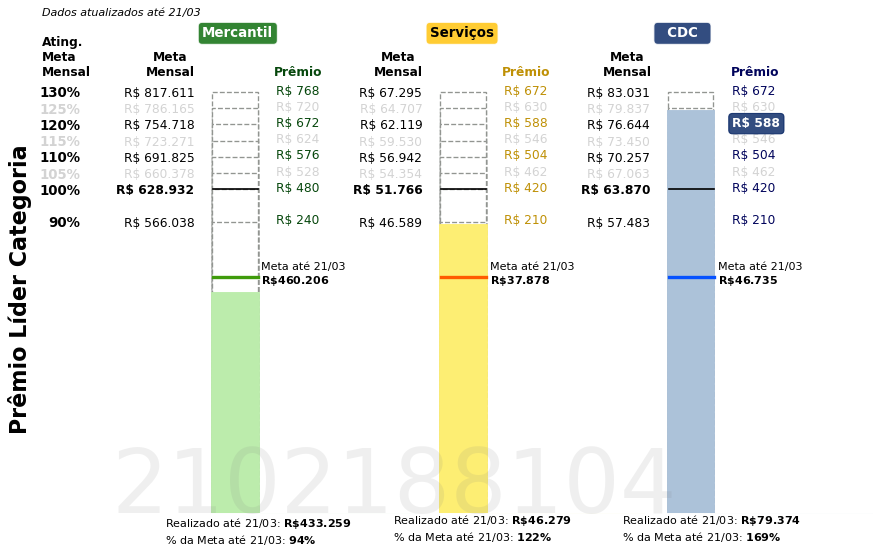 Dados atualizados até 21/03
Mercantil Serviços CDC
Ating. Meta Mensal Meta Mensal Prêmio Meta Mensal Prêmio Meta Mensal Prêmio
130% R$ 817.611 R$ 768 R$ 67.295 R$ 672 R$ 83.031 R$ 672
125% R$ 786.165 R$ 720 R$ 64.707 R$ 630 R$ 79.837 R$ 630
120% R$ 754.718 R$ 672 R$ 62.119 R$ 588 R$ 76.644 R$ 588
115% R$ 723.271 R$ 624 R$ 59.530 R$ 546 R$ 73.450 R$ 546
110% R$ 691.825 R$ 576 R$ 56.942 R$ 504 R$ 70.257 R$ 504
105% R$ 660.378 R$ 528 R$ 54.354 R$ 462 R$ 67.063 R$ 462
100% R$ 628.932 R$ 480 R$ 51.766 R$ 420 R$ 63.870 R$ 420
90% R$ 566.038 R$ 240 R$ 46.589 R$ 210 R$ 57.483 R$ 210
Meta até 21/03 Meta até 21/03 Meta até 21/03
R$460.206 R$37.878 R$46.735
Prêmio Líder Categoria
2102188104
Realizado até 21/03: R$433.259 Realizado até 21/03: R$46.279 Realizado até 21/03: R$79.374
% da Meta até 21/03: 94% % da Meta até 21/03: 122% % da Meta até 21/03: 169%